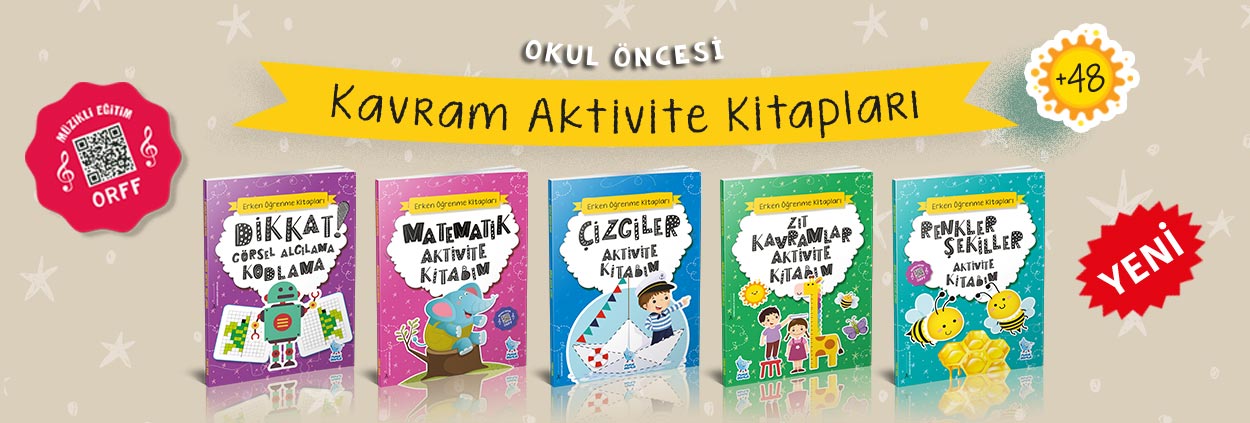 OKUL ÖNCESİ
Kavram Aktivite Kitapları
+48
MÜZİKLİ EĞİTİM
ORFF
Erken Öğrenme Kitapları
DİKKAT!
GÖRSEL ALGILAMA
KODLAMA
Erken Öğrenme Kitapları
MATEMATİK
AKTİVİTE
KİTABIM
Erken Öğrenme Kitapları
ÇİZGİLER
AKTİVİTE
KİTABIM
Erken Öğrenme Kitapları
ZIT
KAVRAMLAR
AKTİVİTE
KİTABIM
Erken Öğrenme Kitapları
RENKLER
ŞEKİLLER
AKTİVİTE
KİTABIM
YENİ